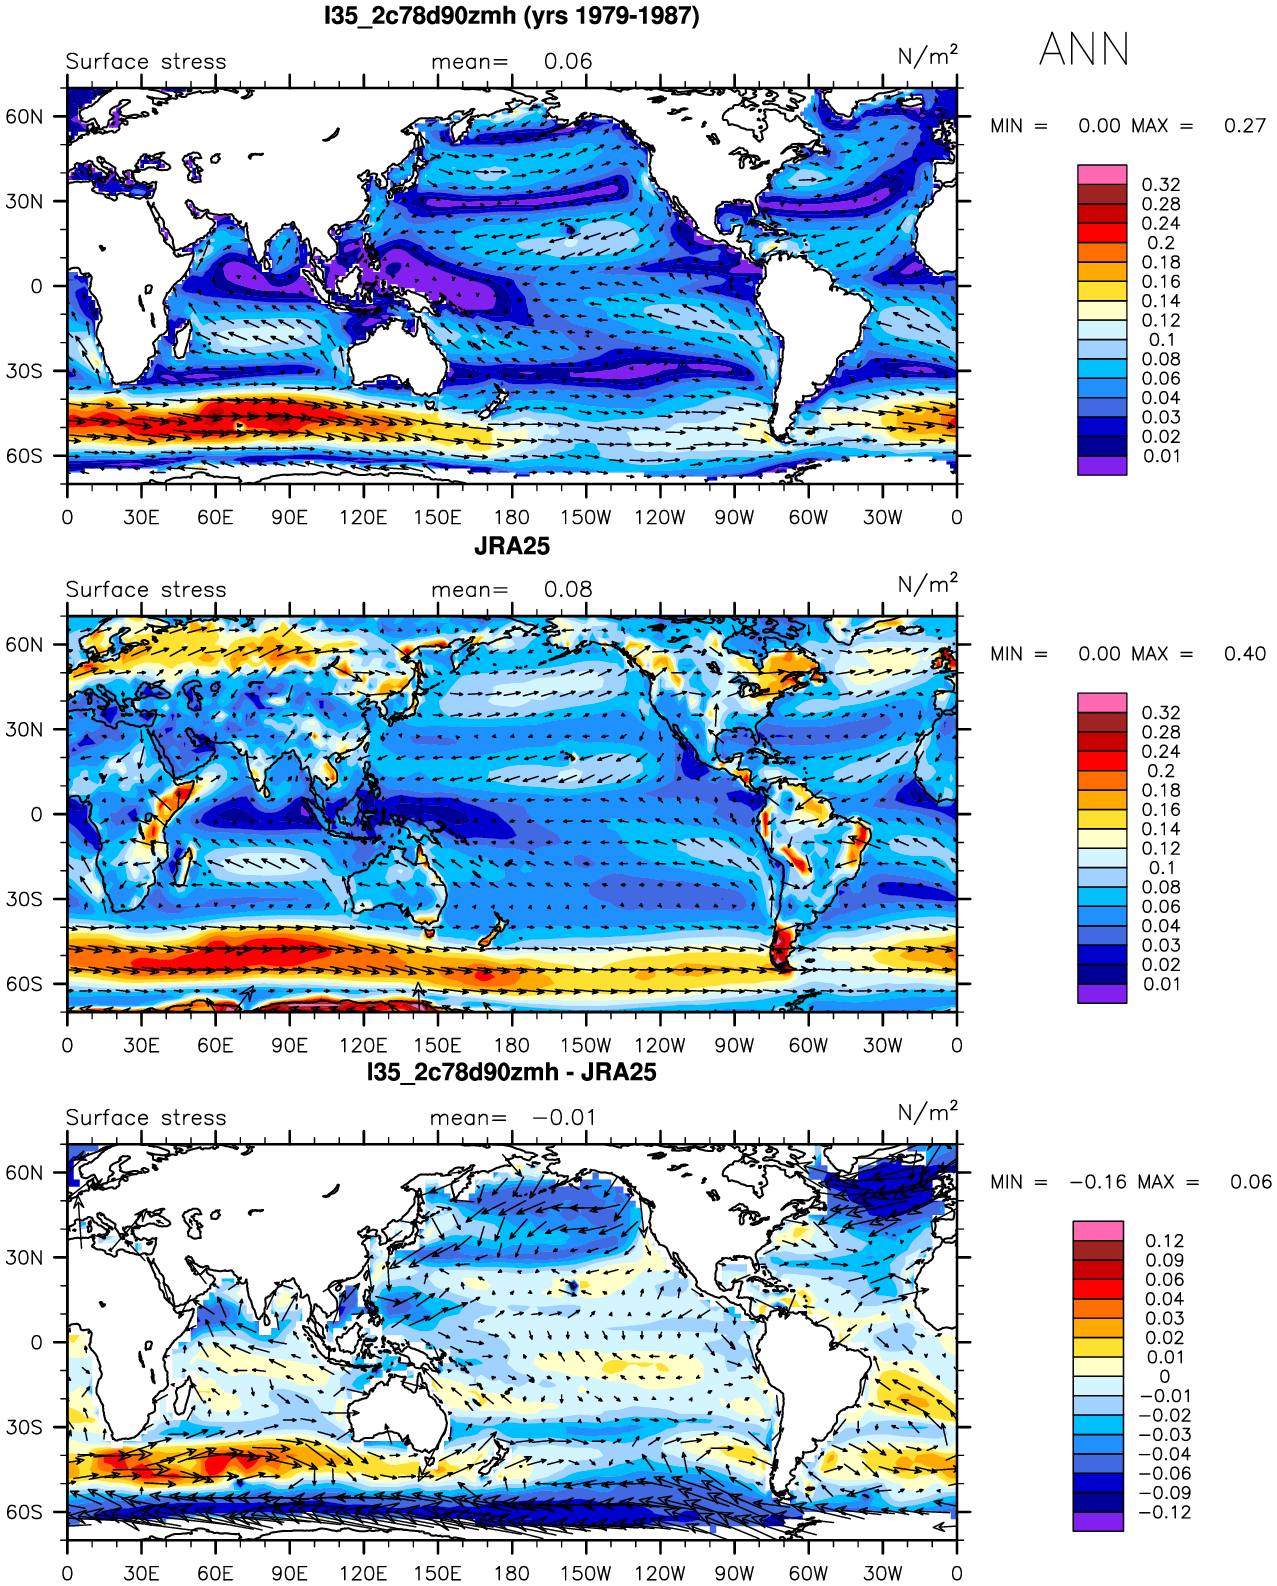 I35_2c78d90zmh (yrs 1979-1987)
Surface stress mean= 0.06 N/m²
ANN
MIN = 0.00 MAX = 0.27
60N
30N
0
30S
60S
0 30E 60E 90E 120E 150E 180 150W 120W 90W 60W 30W 0
0.32
0.28
0.24
0.2
0.18
0.16
0.14
0.12
0.1
0.08
0.06
0.04
0.03
0.02
0.01
JRA25
Surface stress mean= 0.08 N/m²
MIN = 0.00 MAX = 0.40
60N
30N
0
30S
60S
0 30E 60E 90E 120E 150E 180 150W 120W 90W 60W 30W 0
0.32
0.28
0.24
0.2
0.18
0.16
0.14
0.12
0.1
0.08
0.06
0.04
0.03
0.02
0.01
I35_2c78d90zmh - JRA25
Surface stress mean= −0.01 N/m²
MIN = −0.16 MAX = 0.06
60N
30N
0
30S
60S
0 30E 60E 90E 120E 150E 180 150W 120W 90W 60W 30W 0
0.12
0.09
0.06
0.04
0.03
0.02
0.01
0
−0.01
−0.02
−0.03
−0.04
−0.06
−0.09
−0.12